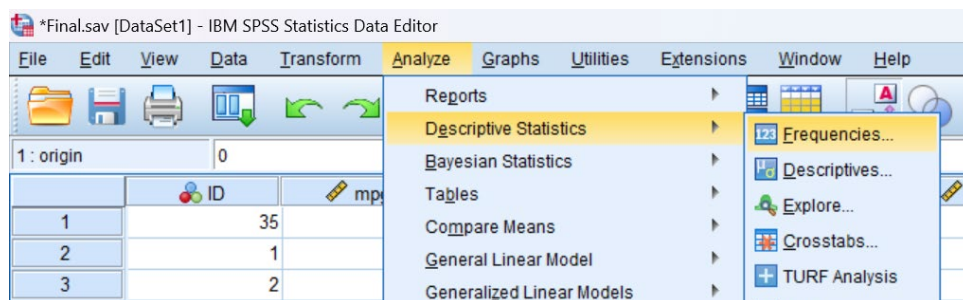 *Final.sav [DataSet1] - IBM SPSS Statistics Data Editor
File Edit View Data Transform Analyze Graphs Utilities Extensions Window Help
Reports
A
Descriptive Statistics
123 Frequencies...
1 : origin 0
Bayesian Statistics
Descriptives...
ID
Tables
Explore...
1 35
Compare Means
Crosstabs...
2 1
General Linear Model
TURF Analysis
3 2
Generalized Linear Models